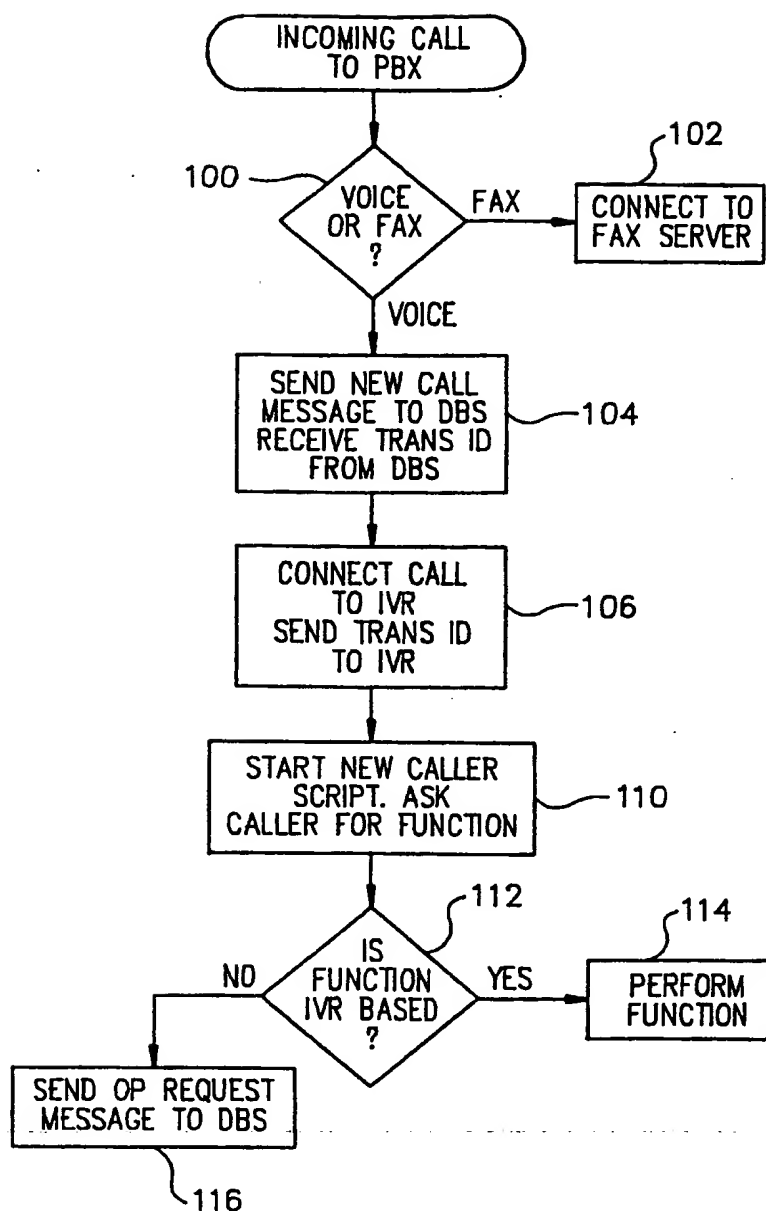 INCOMING CALL
TO PBX
100
VOICE
OR FAX
?
FAX
102
CONNECT TO
FAX SERVER
VOICE
SEND NEW CALL
MESSAGE TO DBS
RECEIVE TRANS ID
FROM DBS
104
CONNECT CALL
TO IVR
SEND TRANS ID
TO IVR
106
START NEW CALLER
SCRIPT. ASK
CALLER FOR FUNCTION
110
112
IS
FUNCTION
IVR BASED
?
NO
YES
114
PERFORM
FUNCTION
SEND OP REQUEST
MESSAGE TO DBS
116